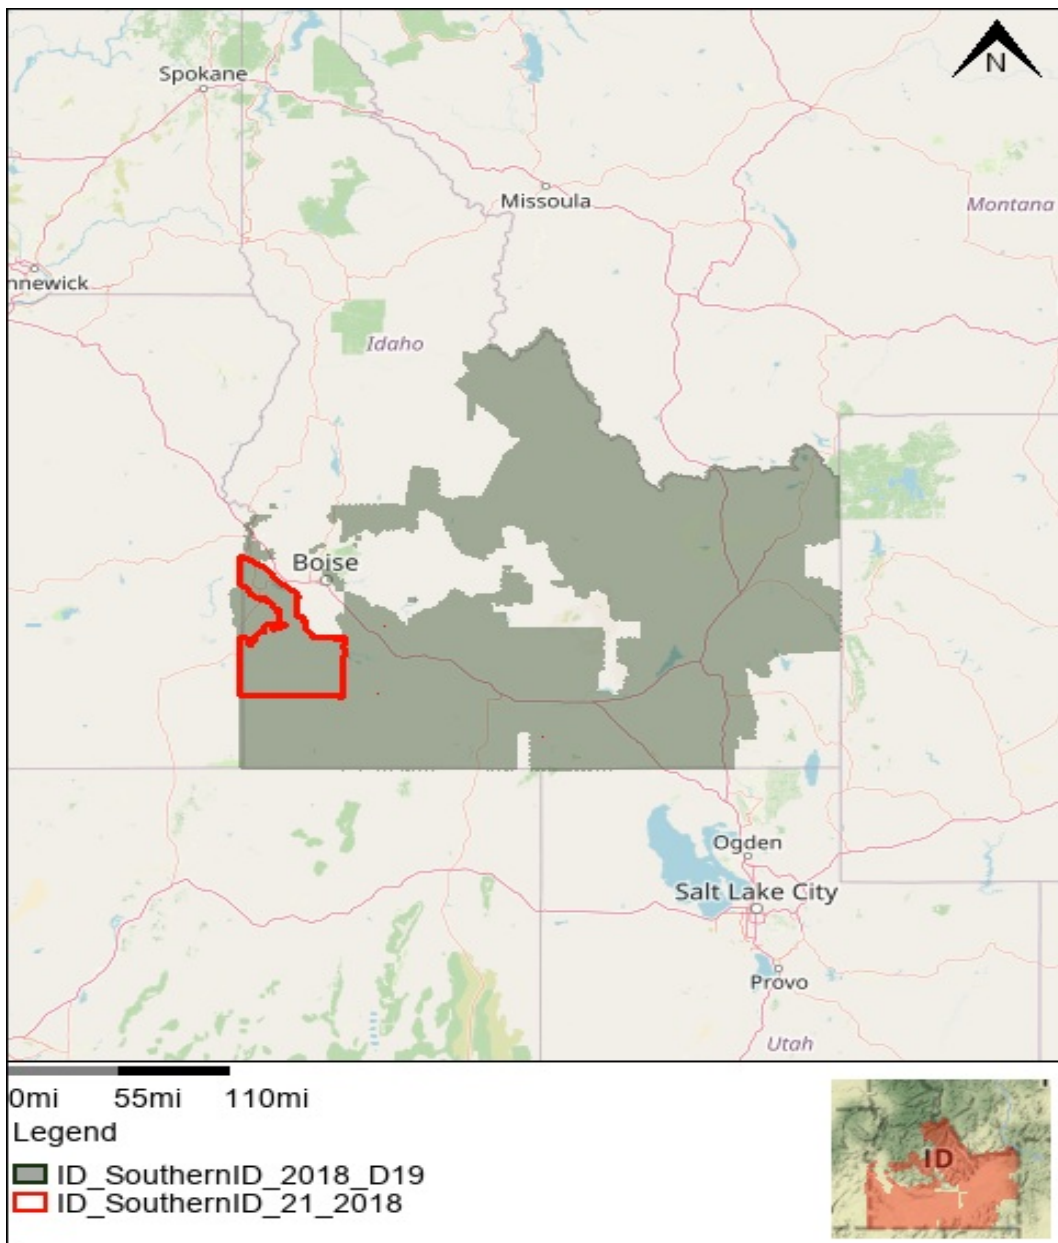 Spokane
N
Missoula
Montana
nnewick
Idaho
Boise
Ogden
Salt Lake City
Provo
Utah
0mi 55mi 110mi
Legend
ID_SouthernID_2018_D19
ID_SouthernID_21_2018
ID